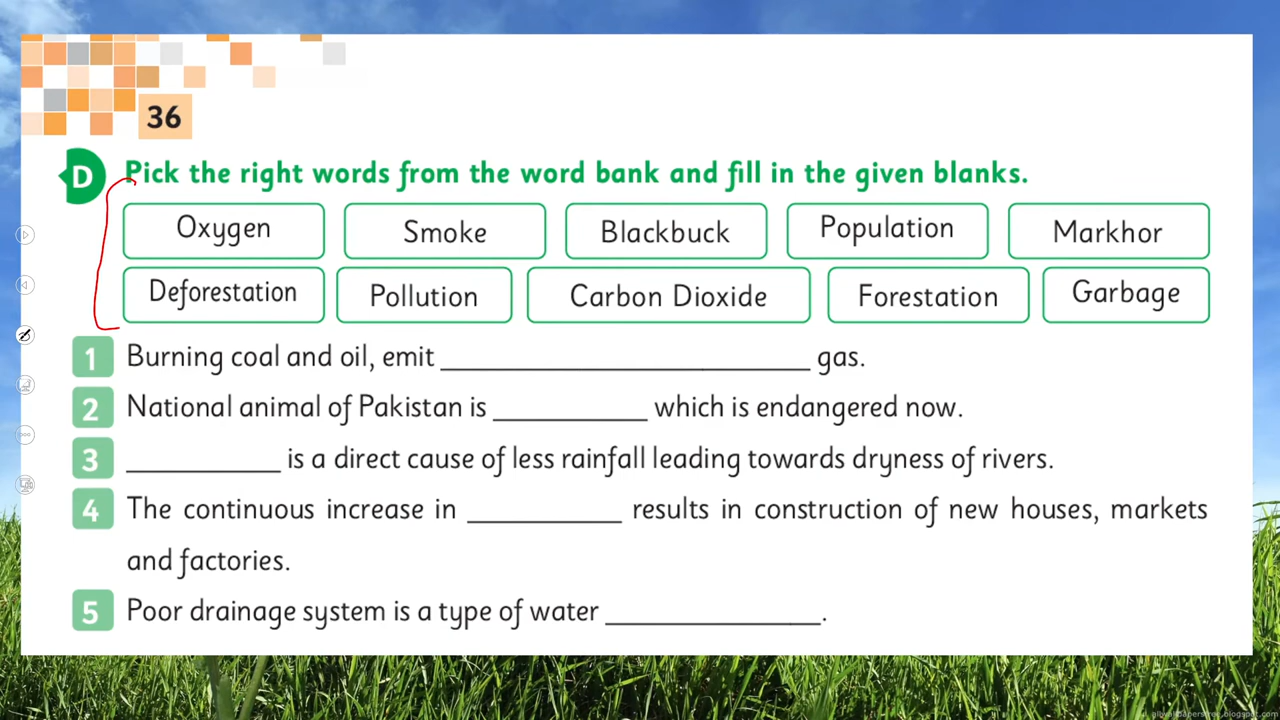 36
D Pick the right words from the word bank and fill in the given blanks.
Oxygen Smoke Blackbuck Population Markhor
Deforestation Pollution Carbon Dioxide Forestation Garbage
1 Burning coal and oil, emit ______________________ gas.
2 National animal of Pakistan is __________ which is endangered now.
3 __________ is a direct cause of less rainfall leading towards dryness of rivers.
4 The continuous increase in __________ results in construction of new houses, markets
and factories.
5 Poor drainage system is a type of water ______________.